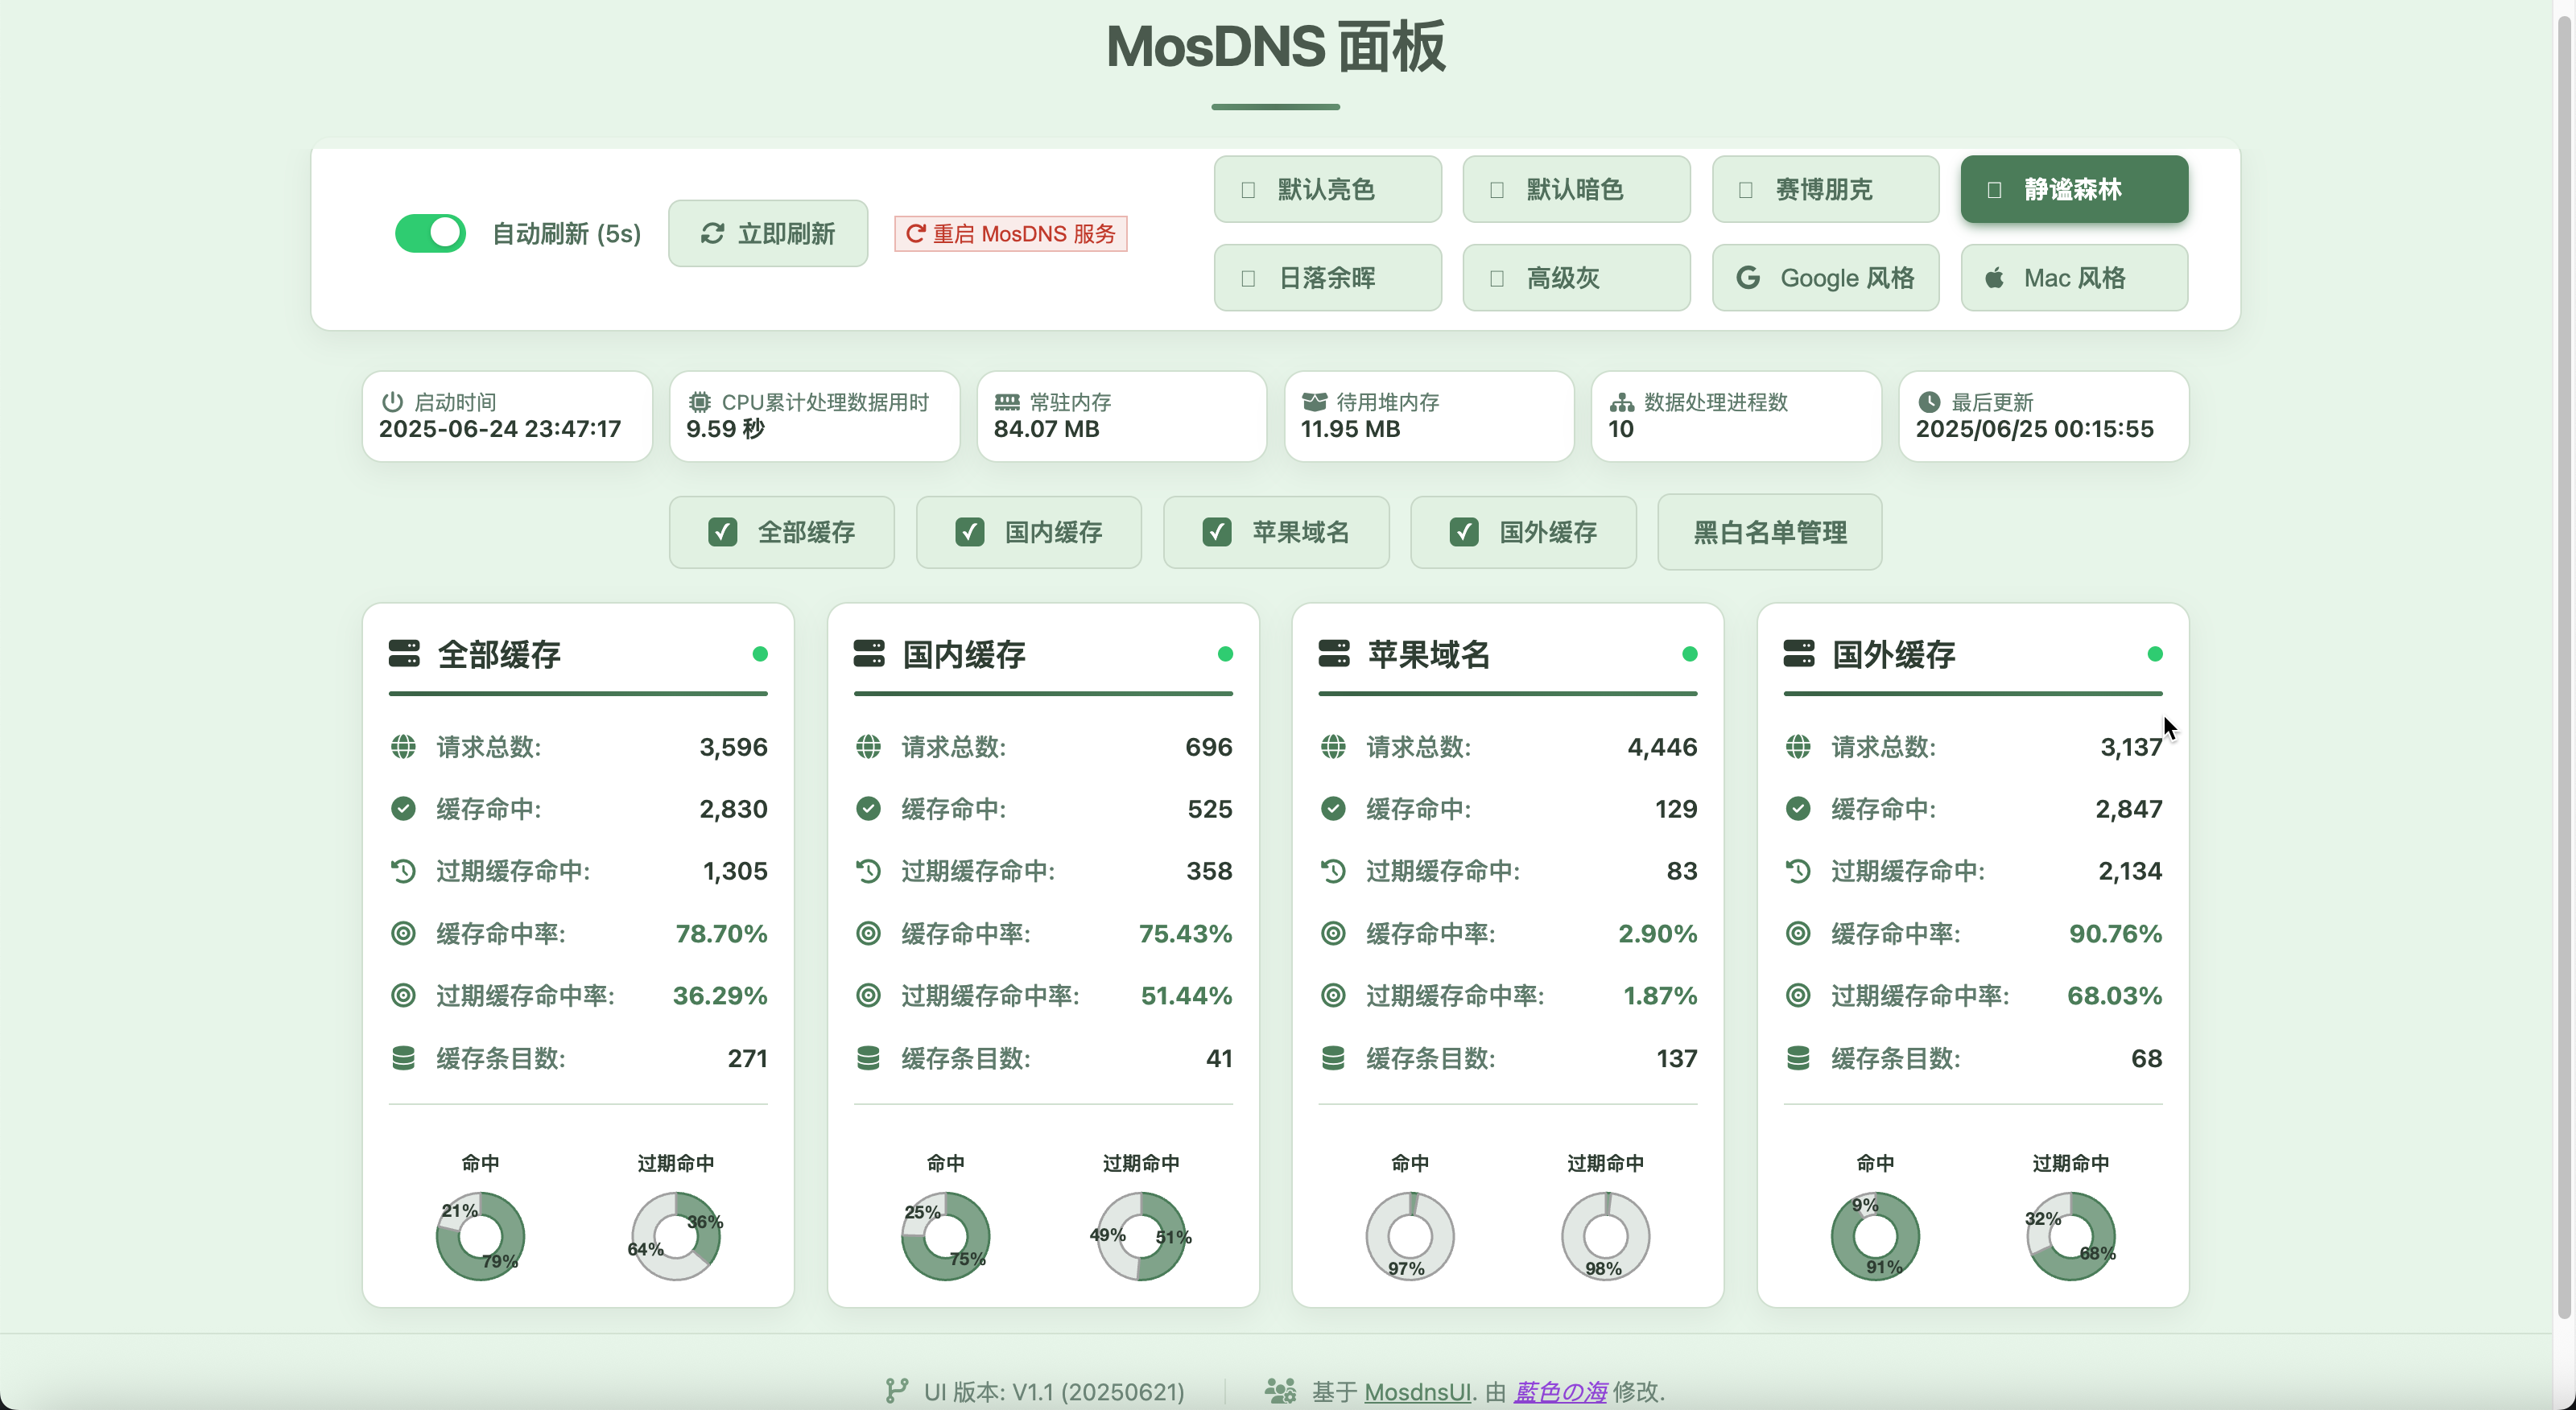 MosDNS 面板
自动刷新 (5s)
立即刷新
重启 MosDNS 服务
默认亮色
默认暗色
赛博朋克
静谧森林
日落余晖
高级灰
Google 风格
Mac 风格
启动时间
2025-06-24 23:47:17
CPU累计处理数据用时
9.59 秒
常驻内存
84.07 MB
待用堆内存
11.95 MB
数据处理进程数
10
最后更新
2025/06/25 00:15:55
全部缓存
国内缓存
苹果域名
国外缓存
黑白名单管理
全部缓存
请求总数: 3,596
缓存命中: 2,830
过期缓存命中: 1,305
缓存命中率: 78.70%
过期缓存命中率: 36.29%
缓存条目数: 271
命中
21%
79%
过期命中
36%
64%
国内缓存
请求总数: 696
缓存命中: 525
过期缓存命中: 358
缓存命中率: 75.43%
过期缓存命中率: 51.44%
缓存条目数: 41
命中
25%
75%
过期命中
49%
51%
苹果域名
请求总数: 4,446
缓存命中: 129
过期缓存命中: 83
缓存命中率: 2.90%
过期缓存命中率: 1.87%
缓存条目数: 137
命中
97%
过期命中
98%
国外缓存
请求总数: 3,137
缓存命中: 2,847
过期缓存命中: 2,134
缓存命中率: 90.76%
过期缓存命中率: 68.03%
缓存条目数: 68
命中
9%
91%
过期命中
32%
68%
UI 版本: V1.1 (20250621)
基于 MosdnsUI. 由 藍色の海 修改.